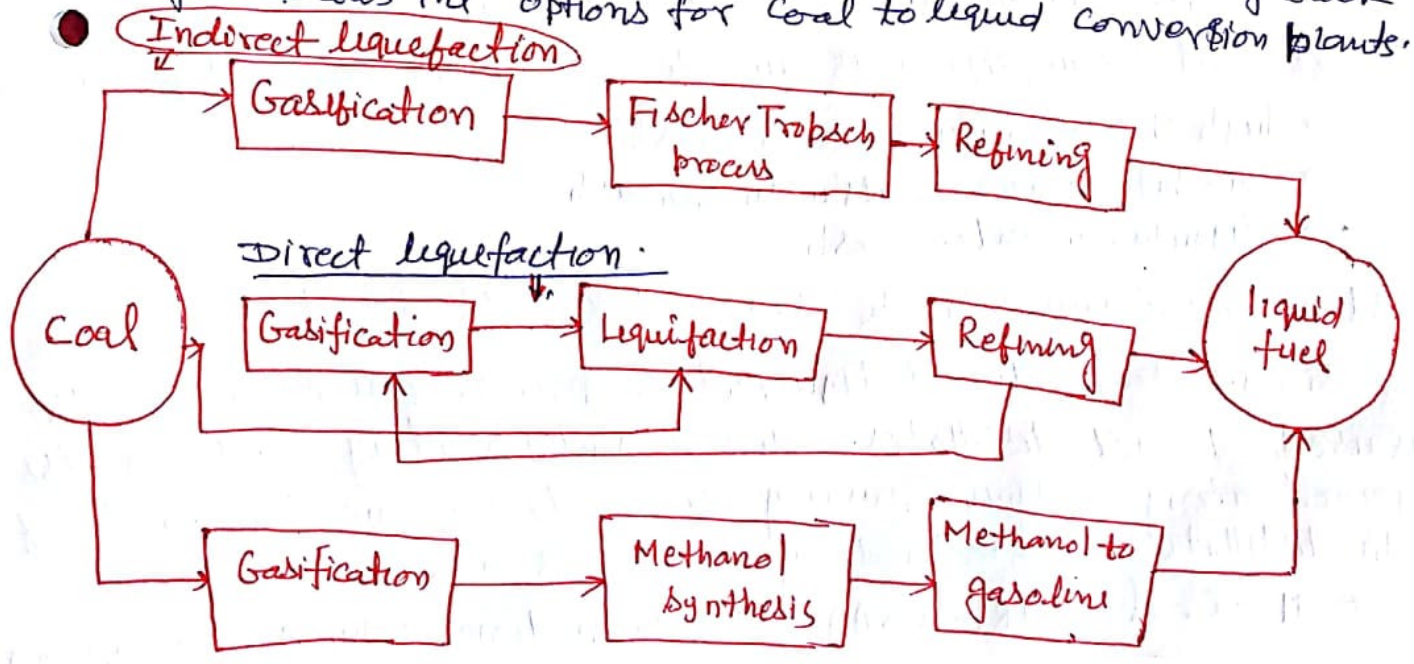 options for coal to liquid conversion plants.
Indirect liquefaction
Gasification
Fischer Tropsch
process
Refining
Direct liquefaction.
Coal
Gasification
Liquifaction
Refining
liquid
fuel
Gasification
Methanol
synthesis
Methanol to
gasoline